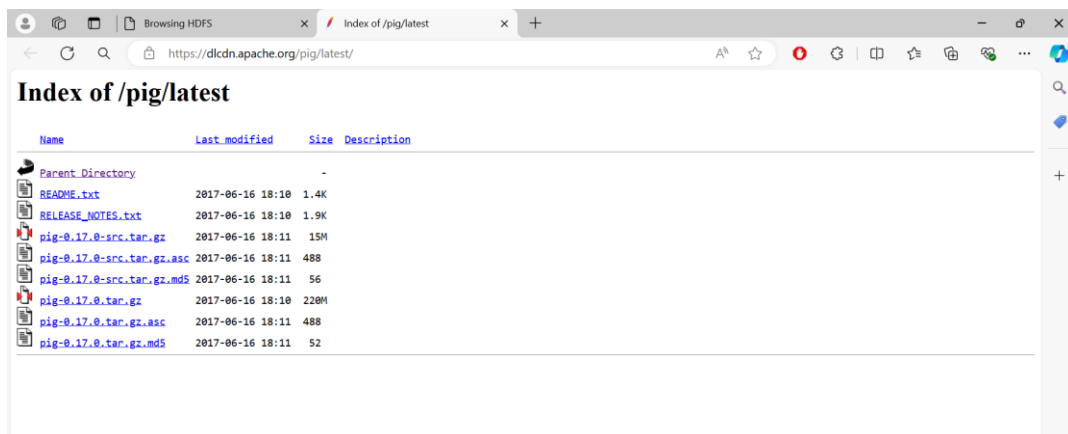 Browsing HDFS
Index of /pig/latest
https://dlcdn.apache.org/pig/latest/
Index of /pig/latest
Name Last modified Size Description
Parent Directory -
README.txt 2017-06-16 18:10 1.4K
RELEASE_NOTES.txt 2017-06-16 18:10 1.9K
pig-0.17.0-src.tar.gz 2017-06-16 18:11 15M
pig-0.17.0-src.tar.gz.asc 2017-06-16 18:11 488
pig-0.17.0-src.tar.gz.md5 2017-06-16 18:11 56
pig-0.17.0.tar.gz 2017-06-16 18:10 220M
pig-0.17.0.tar.gz.asc 2017-06-16 18:11 488
pig-0.17.0.tar.gz.md5 2017-06-16 18:11 52